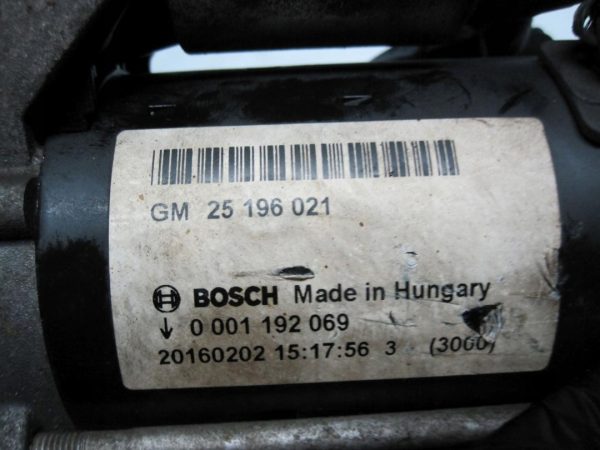 GM 25 196 021
BOSCH Made in Hungary
↓ 0 001 192 069
20160202 15:17:56 3 (3000)